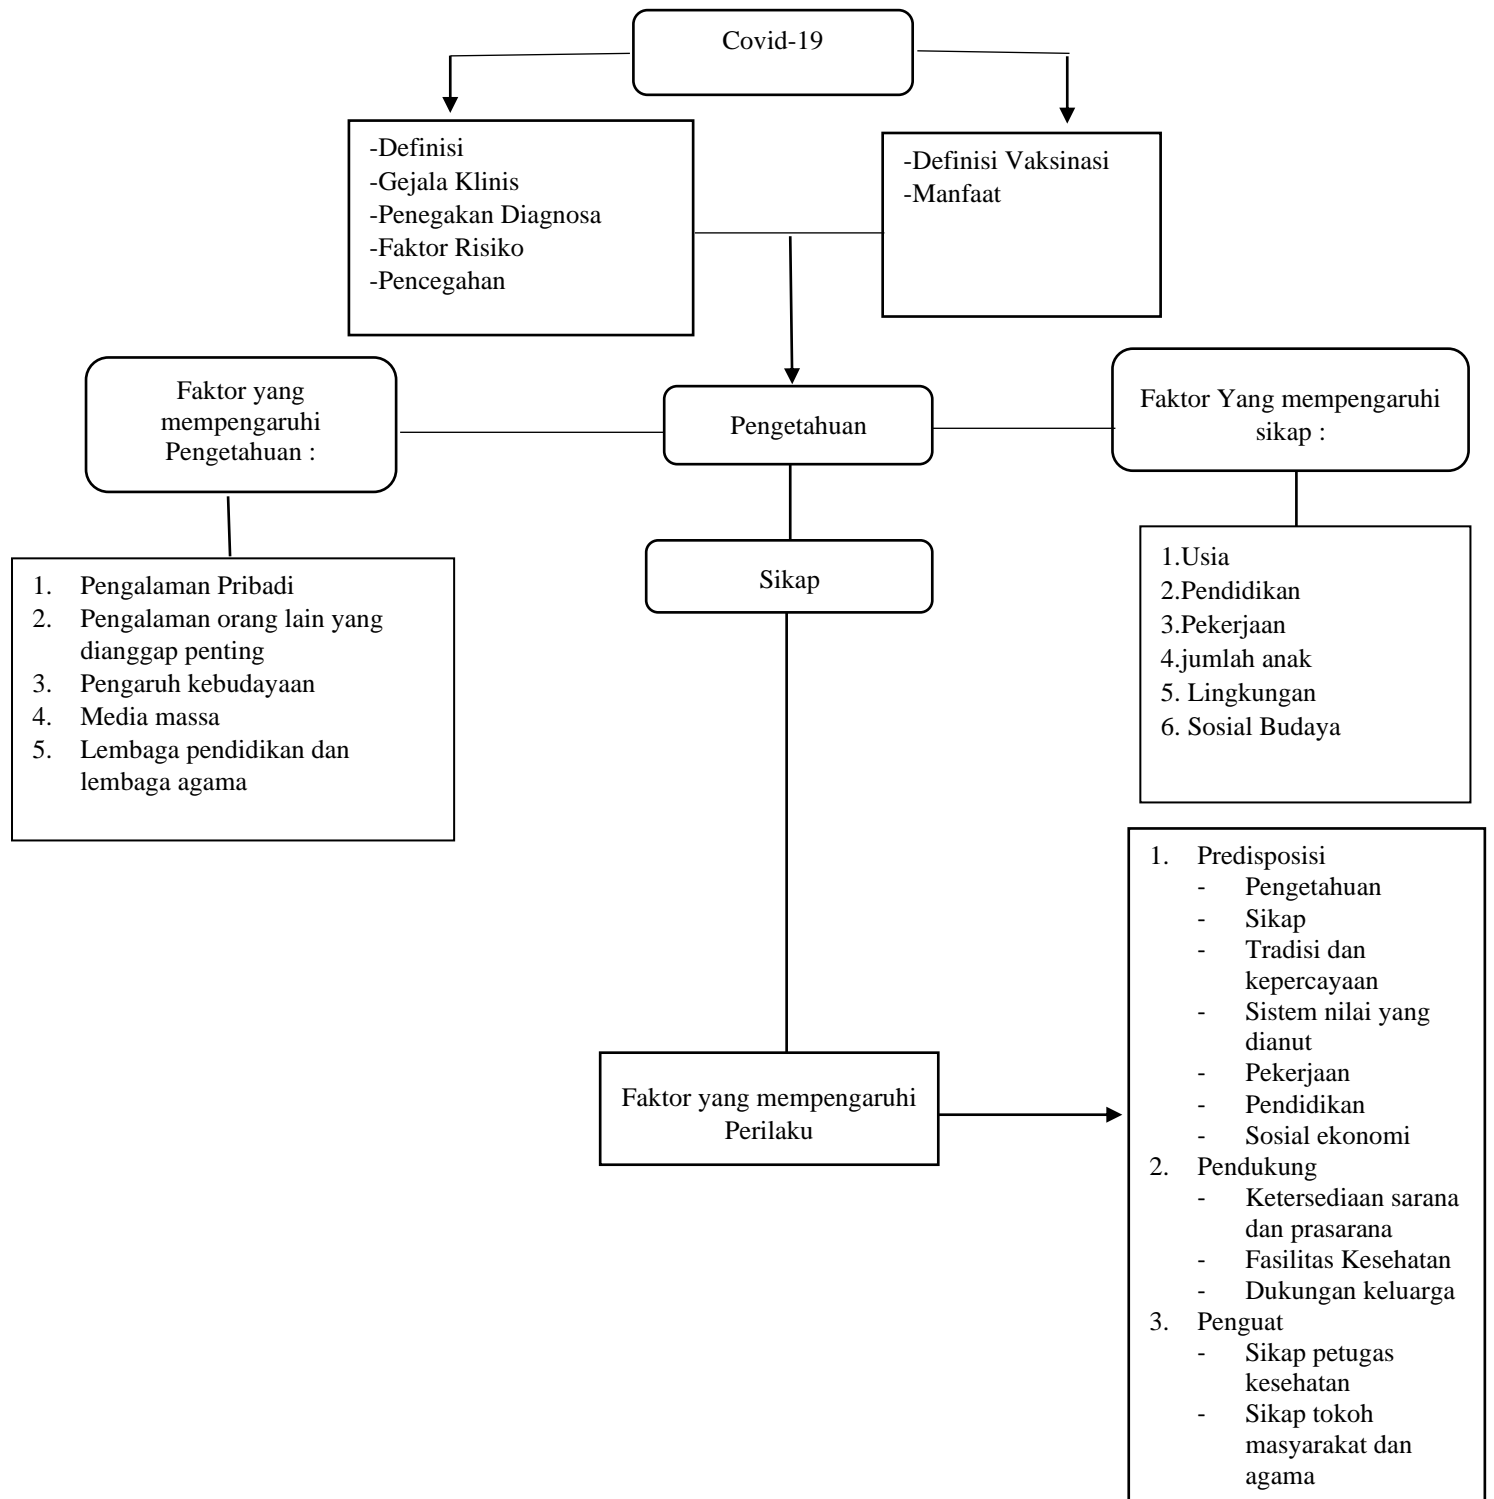 Covid-19
-Definisi
-Gejala Klinis
-Penegakan Diagnosa
-Faktor Risiko
-Pencegahan
-Definisi Vaksinasi
-Manfaat
Faktor yang
mempengaruhi
Pengetahuan :
Pengetahuan
Faktor Yang mempengaruhi
sikap :
1. Pengalaman Pribadi
2. Pengalaman orang lain yang
dianggap penting
3. Pengaruh kebudayaan
4. Media massa
5. Lembaga pendidikan dan
lembaga agama
Sikap
1.Usia
2.Pendidikan
3.Pekerjaan
4.jumlah anak
5. Lingkungan
6. Sosial Budaya
Faktor yang mempengaruhi
Perilaku
1. Predisposisi
- Pengetahuan
- Sikap
- Tradisi dan
kepercayaan
- Sistem nilai yang
dianut
- Pekerjaan
- Pendidikan
- Sosial ekonomi
2. Pendukung
- Ketersediaan sarana
dan prasarana
- Fasilitas Kesehatan
- Dukungan keluarga
3. Penguat
- Sikap petugas
kesehatan
- Sikap tokoh
masyarakat dan
agama